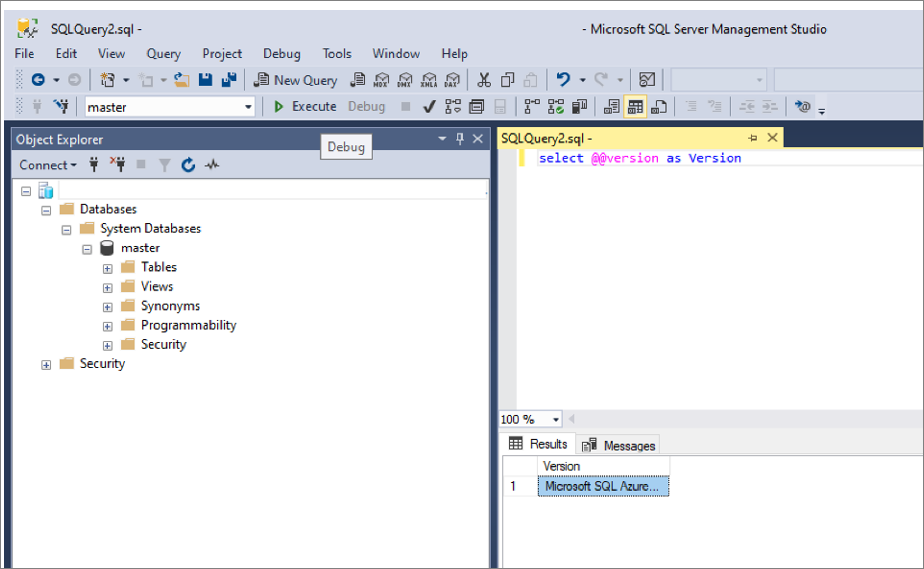 SQLQuery2.sql -
- Microsoft SQL Server Management Studio
File Edit View Query Project Debug Tools Window Help
New Query MDX DMX XMLA DAX
master Execute Debug
Object Explorer
Debug
SQLQuery2.sql -
Connect
select @@version as Version
Databases
System Databases
master
Tables
Views
Synonyms
Programmability
Security
Security
100 %
Results Messages
Version
1 Microsoft SQL Azure...